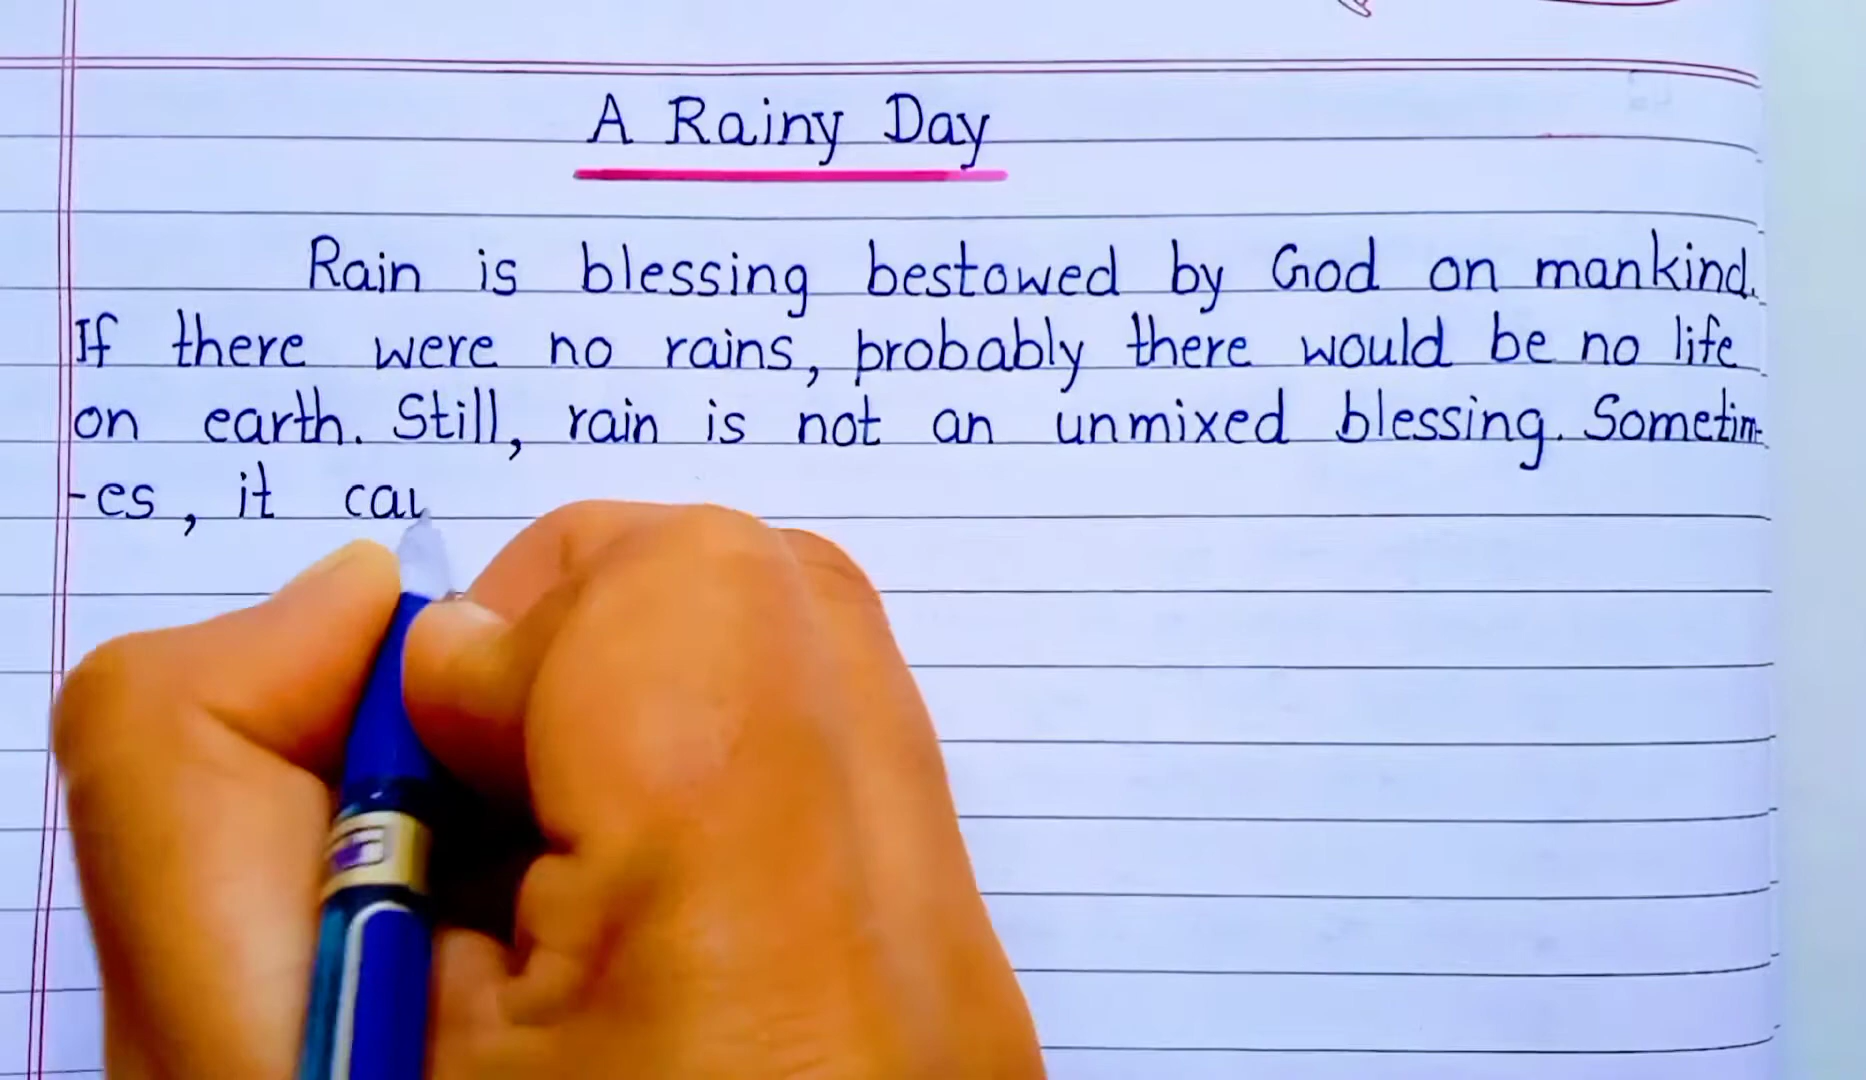 A Rainy Day
Rain is blessing bestowed by God on mankind.
If there were no rains, probably there would be no life
on earth. Still, rain is not an unmixed blessing. Sometim-
-es, it cau